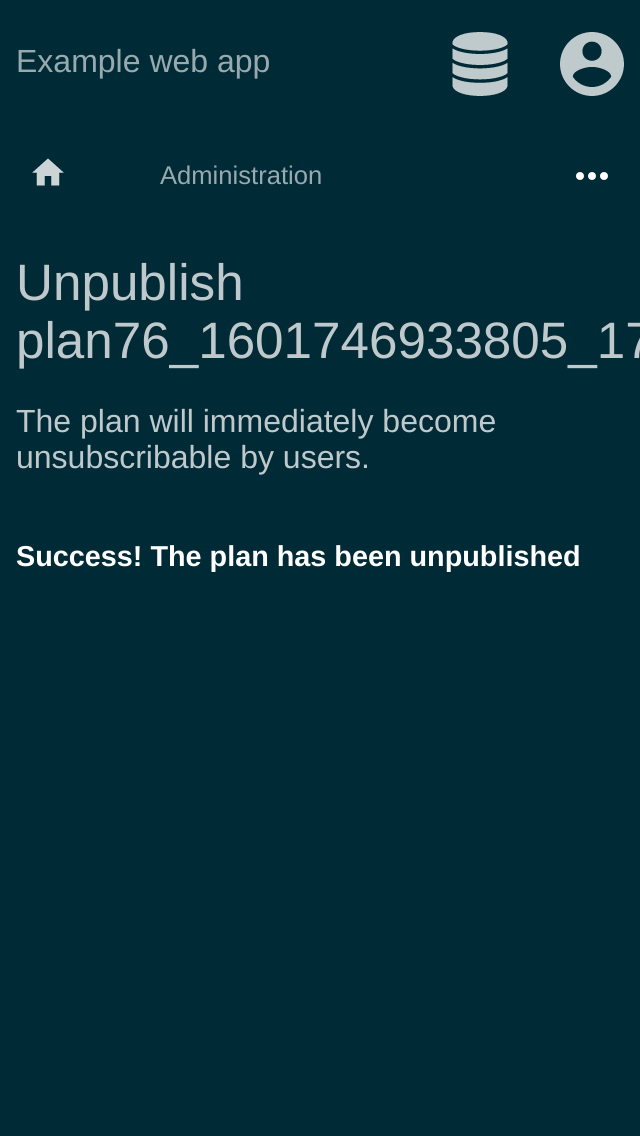 Example web app
Administration
Unpublish
plan76_1601746933805_17
The plan will immediately become
unsubscribable by users.
Success! The plan has been unpublished